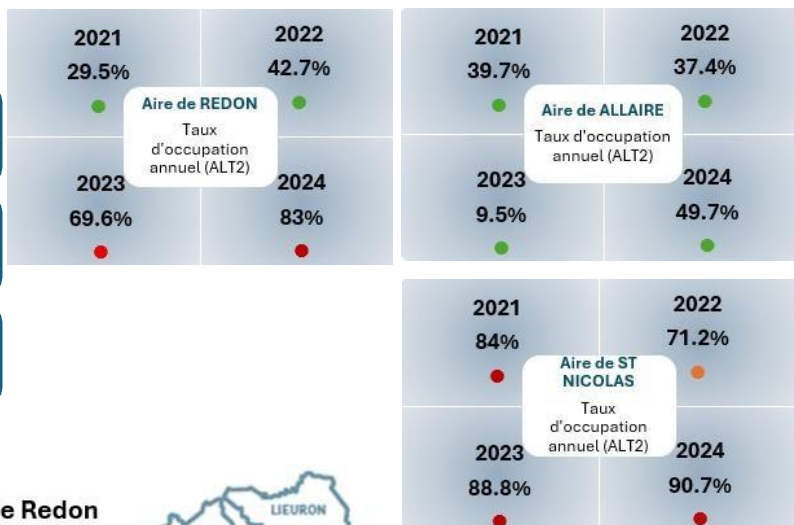 2021
29.5%
2022
42.7%
Aire de REDON
Taux
d'occupation
annuel (ALT2)
2023
69.6%
2024
83%
2021
39.7%
2022
37.4%
Aire de ALLAIRE
Taux d'occupation
annuel (ALT2)
2023
9.5%
2024
49.7%
2021
84%
2022
71.2%
Aire de ST
NICOLAS
Taux
d'occupation
annuel (ALT2)
2023
88.8%
2024
90.7%
e Redon
LIEURON